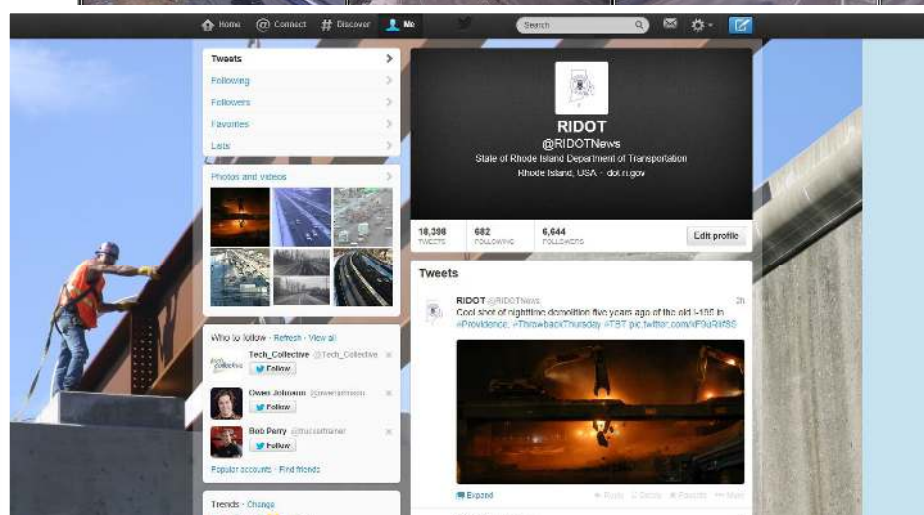 Home @ Connect # Discover Me Search
Tweets
Following
Followers
Favorites
Lists
Photos and videos
RIDOT
@RIDOTNews
State of Rhode Island Department of Transportation
Rhode Island, USA · dot.ri.gov
18,398 682 6,644
TWEETS FOLLOWING FOLLOWERS
Edit profile
Tweets
RIDOT @RIDOTNews 2h
Cool shot of nighttime demolition five years ago of the old I-195 in
#Providence. #ThrowbackThursday #TBT
Expand Reply Delete Favorite More
Who to follow · Refresh · View all
Tech_Collective @Tech_Collective
Follow
Owen Johnson @owenjohnson
Follow
Bob Perry @truckertrainer
Follow
Popular accounts · Find friends
Trends · Change